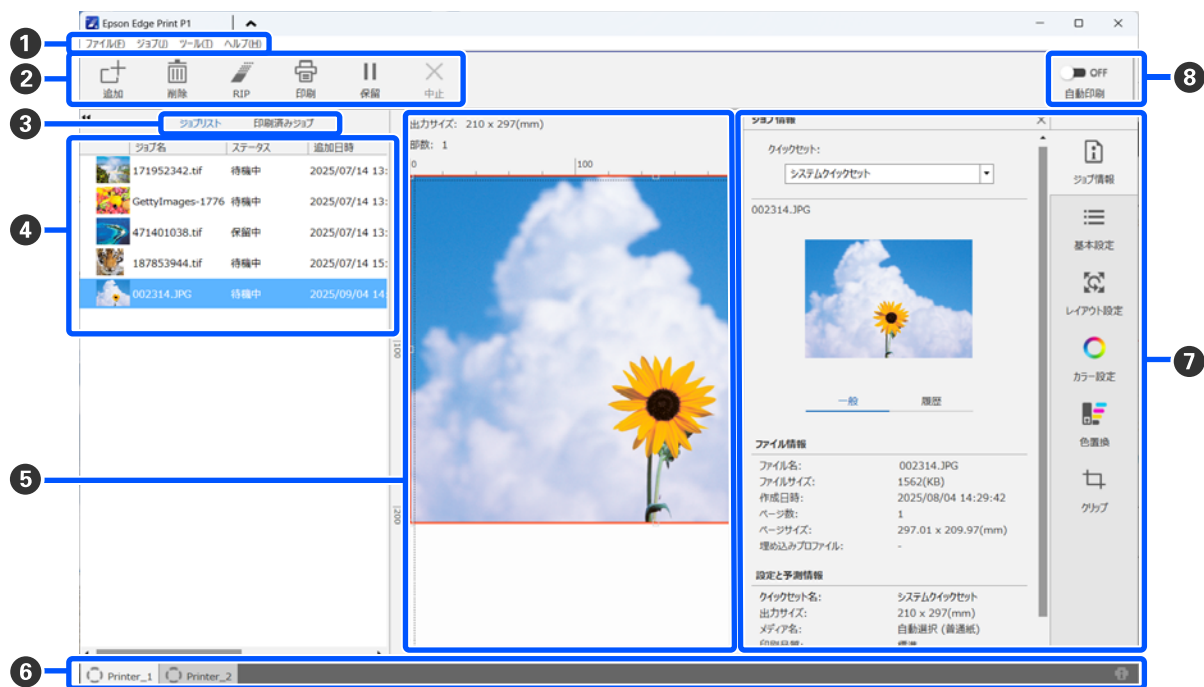 Epson Edge Print P1
1
ファイル(F) ジョブ(J) ツール(T) ヘルプ(H)
2
追加 削除 RIP 印刷 保留 中止
OFF
自動印刷
8
3
ジョブリスト 印刷済みジョブ
ジョブ名 ステータス 追加日時
171952342.tif 待機中 2025/07/14 13:
GettyImages-1776 待機中 2025/07/14 13:
4
471401038.tif 保留中 2025/07/14 13:
187853944.tif 待機中 2025/07/14 15:
002314.JPG 待機中 2025/09/04 14
出力サイズ: 210 x 297(mm)
部数: 1
0 100
100
200
5
ジョブ情報
クイックセット:
システムクイックセット
002314.JPG
一般 履歴
ファイル情報
ファイル名: 002314.JPG
ファイルサイズ: 1562(KB)
作成日時: 2025/08/04 14:29:42
ページ数: 1
ページサイズ: 297.01 x 209.97(mm)
埋め込みプロファイル: -
設定と予測情報
クイックセット名: システムクイックセット
出力サイズ: 210 x 297(mm)
メディア名: 自動選択 (普通紙)
印刷品質: 標準
ジョブ情報
基本設定
レイアウト設定
カラー設定
色置換
クリップ
7
6
Printer_1 Printer_2